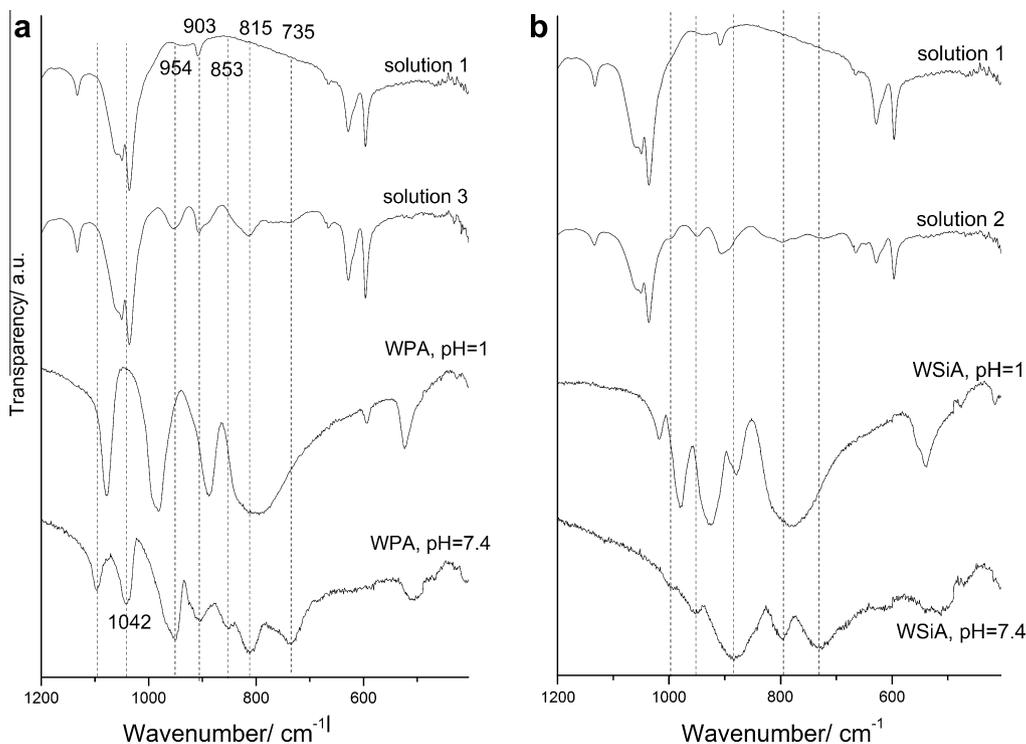 a
903
815
735
954
853
solution 1
solution 3
WPA, pH=1
WPA, pH=7.4
1042
Transparency/ a.u.
1200
1000
800
600
Wavenumber/ cm-1
b
solution 1
solution 2
WSiA, pH=1
WSiA, pH=7.4
1200
1000
800
600
Wavenumber/ cm-1